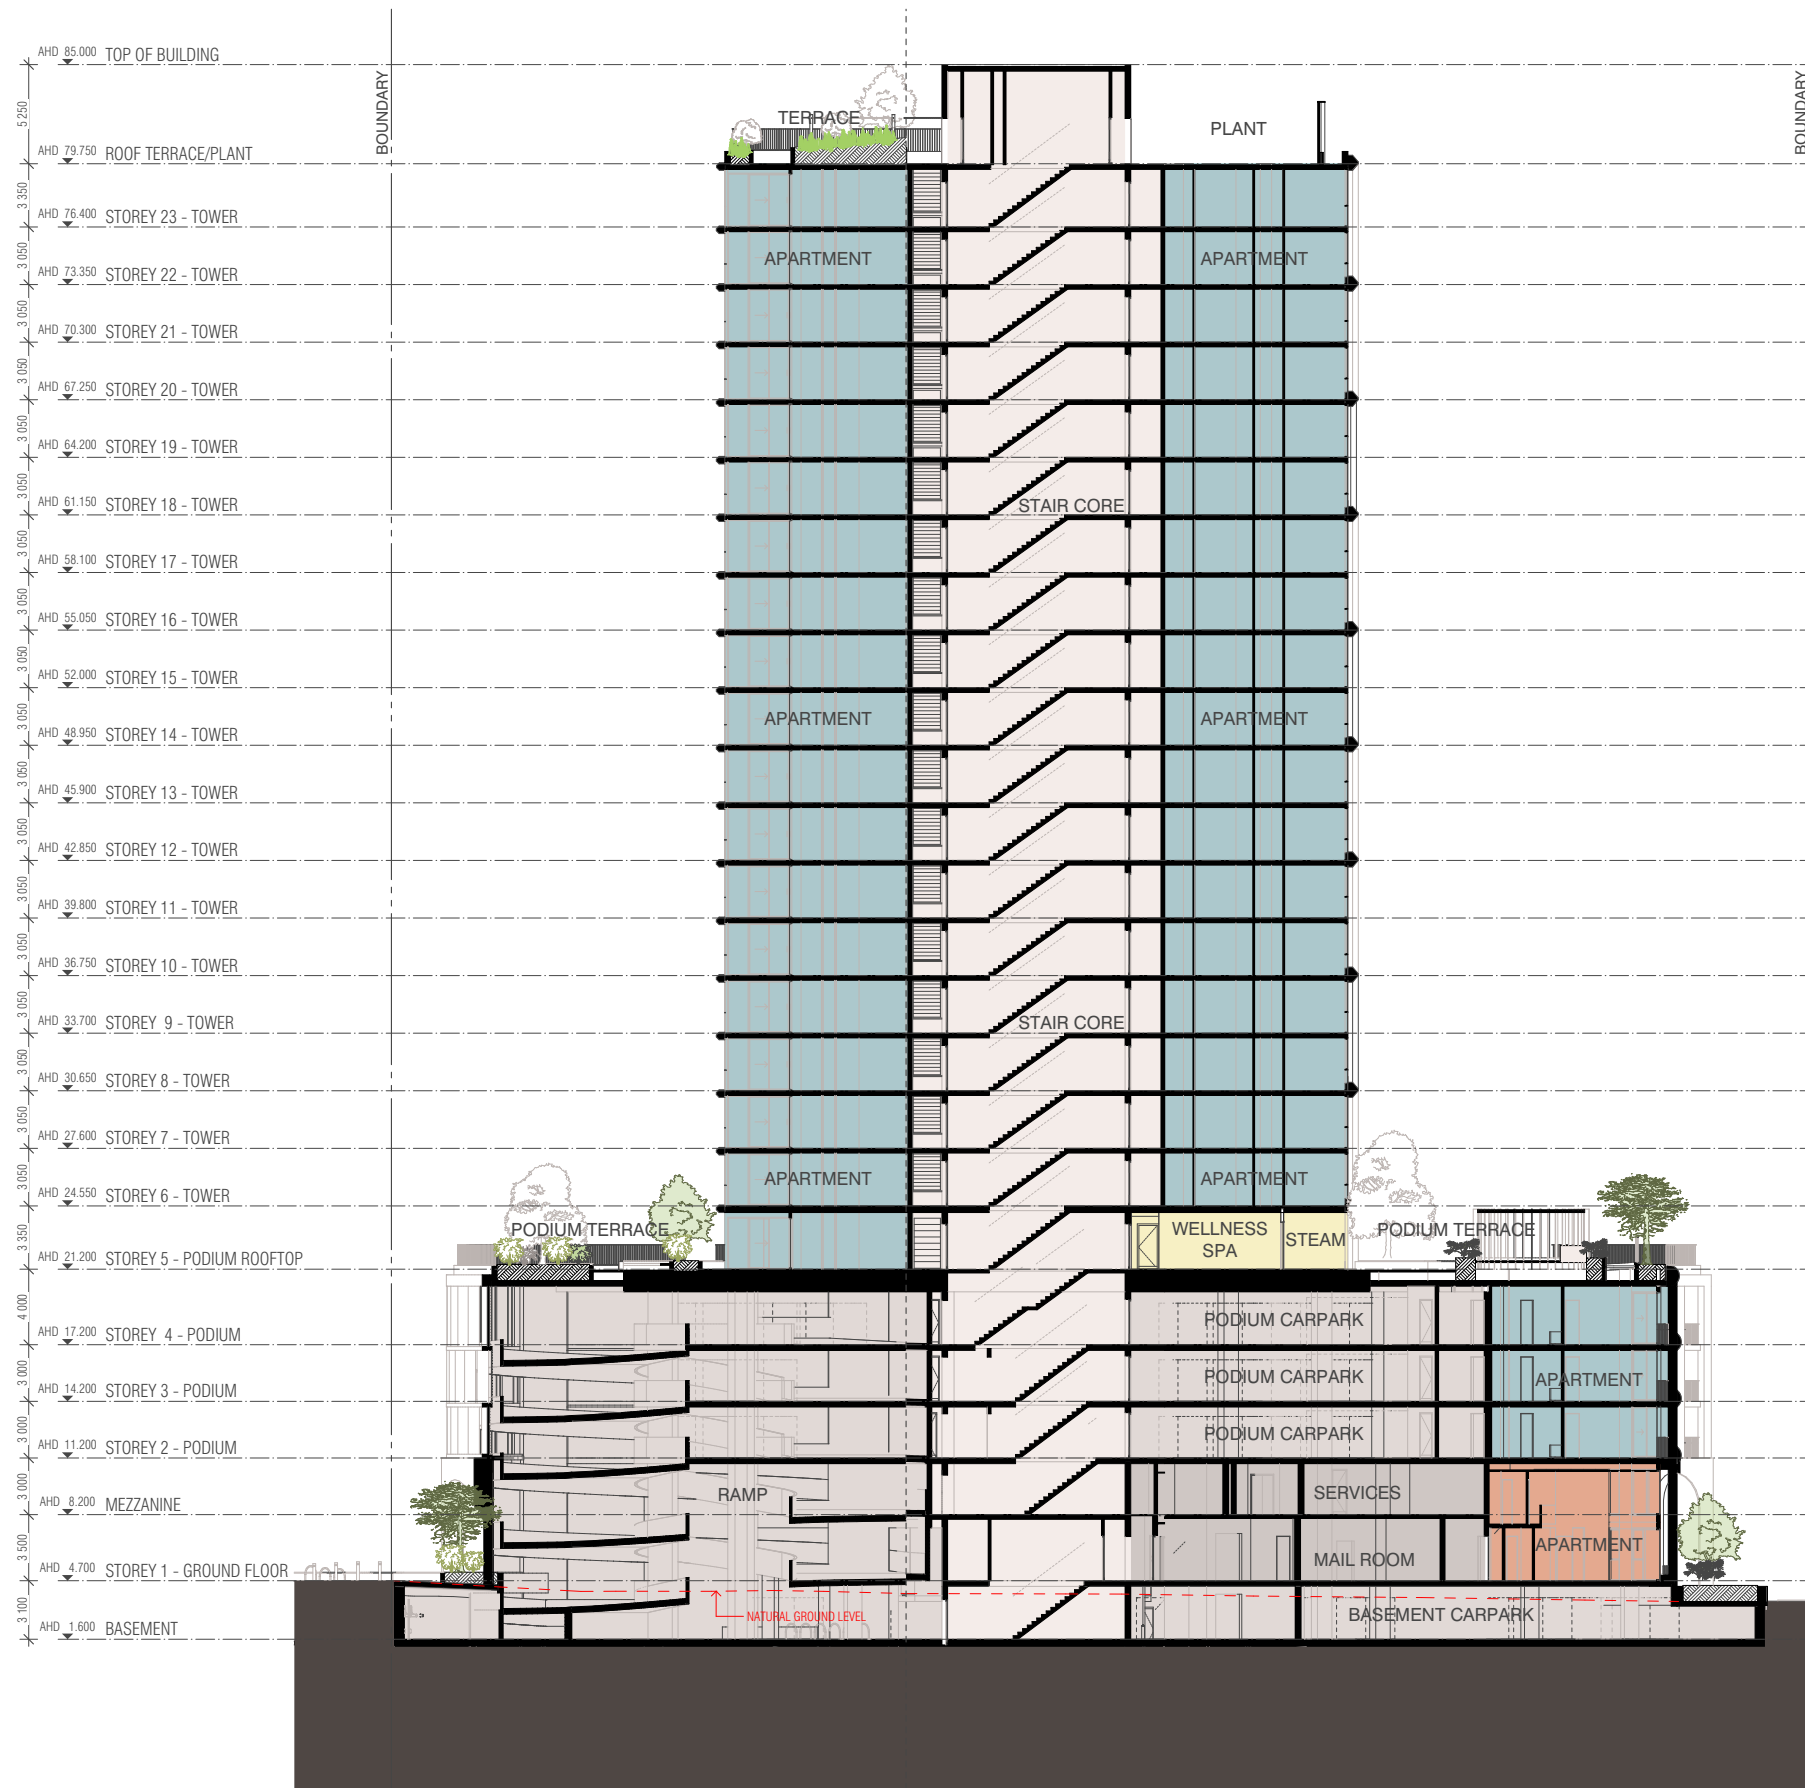 AHD 85.000 TOP OF BUILDING
BOUNDARY
BOUNDARY
5 250
TERRACE
PLANT
AHD 79.750 ROOF TERRACE/PLANT
3 350
AHD 76.400 STOREY 23 - TOWER
3 050
APARTMENT
APARTMENT
AHD 73.350 STOREY 22 - TOWER
3 050
AHD 70.300 STOREY 21 - TOWER
3 050
AHD 67.250 STOREY 20 - TOWER
3 050
AHD 64.200 STOREY 19 - TOWER
3 050
AHD 61.150 STOREY 18 - TOWER
STAIR CORE
3 050
AHD 58.100 STOREY 17 - TOWER
3 050
AHD 55.050 STOREY 16 - TOWER
3 050
AHD 52.000 STOREY 15 - TOWER
3 050
APARTMENT
APARTMENT
AHD 48.950 STOREY 14 - TOWER
3 050
AHD 45.900 STOREY 13 - TOWER
3 050
AHD 42.850 STOREY 12 - TOWER
3 050
AHD 39.800 STOREY 11 - TOWER
3 050
AHD 36.750 STOREY 10 - TOWER
3 050
AHD 33.700 STOREY 9 - TOWER
STAIR CORE
3 050
AHD 30.650 STOREY 8 - TOWER
3 050
AHD 27.600 STOREY 7 - TOWER
3 050
APARTMENT
APARTMENT
AHD 24.550 STOREY 6 - TOWER
3 350
PODIUM TERRACE
WELLNESS
SPA
STEAM
PODIUM TERRACE
AHD 21.200 STOREY 5 - PODIUM ROOFTOP
4 000
PODIUM CARPARK
AHD 17.200 STOREY 4 - PODIUM
3 000
PODIUM CARPARK
APARTMENT
AHD 14.200 STOREY 3 - PODIUM
3 000
PODIUM CARPARK
AHD 11.200 STOREY 2 - PODIUM
3 000
RAMP
SERVICES
AHD 8.200 MEZZANINE
3 500
MAIL ROOM
APARTMENT
AHD 4.700 STOREY 1 - GROUND FLOOR
3 100
NATURAL GROUND LEVEL
BASEMENT CARPARK
AHD 1.600 BASEMENT